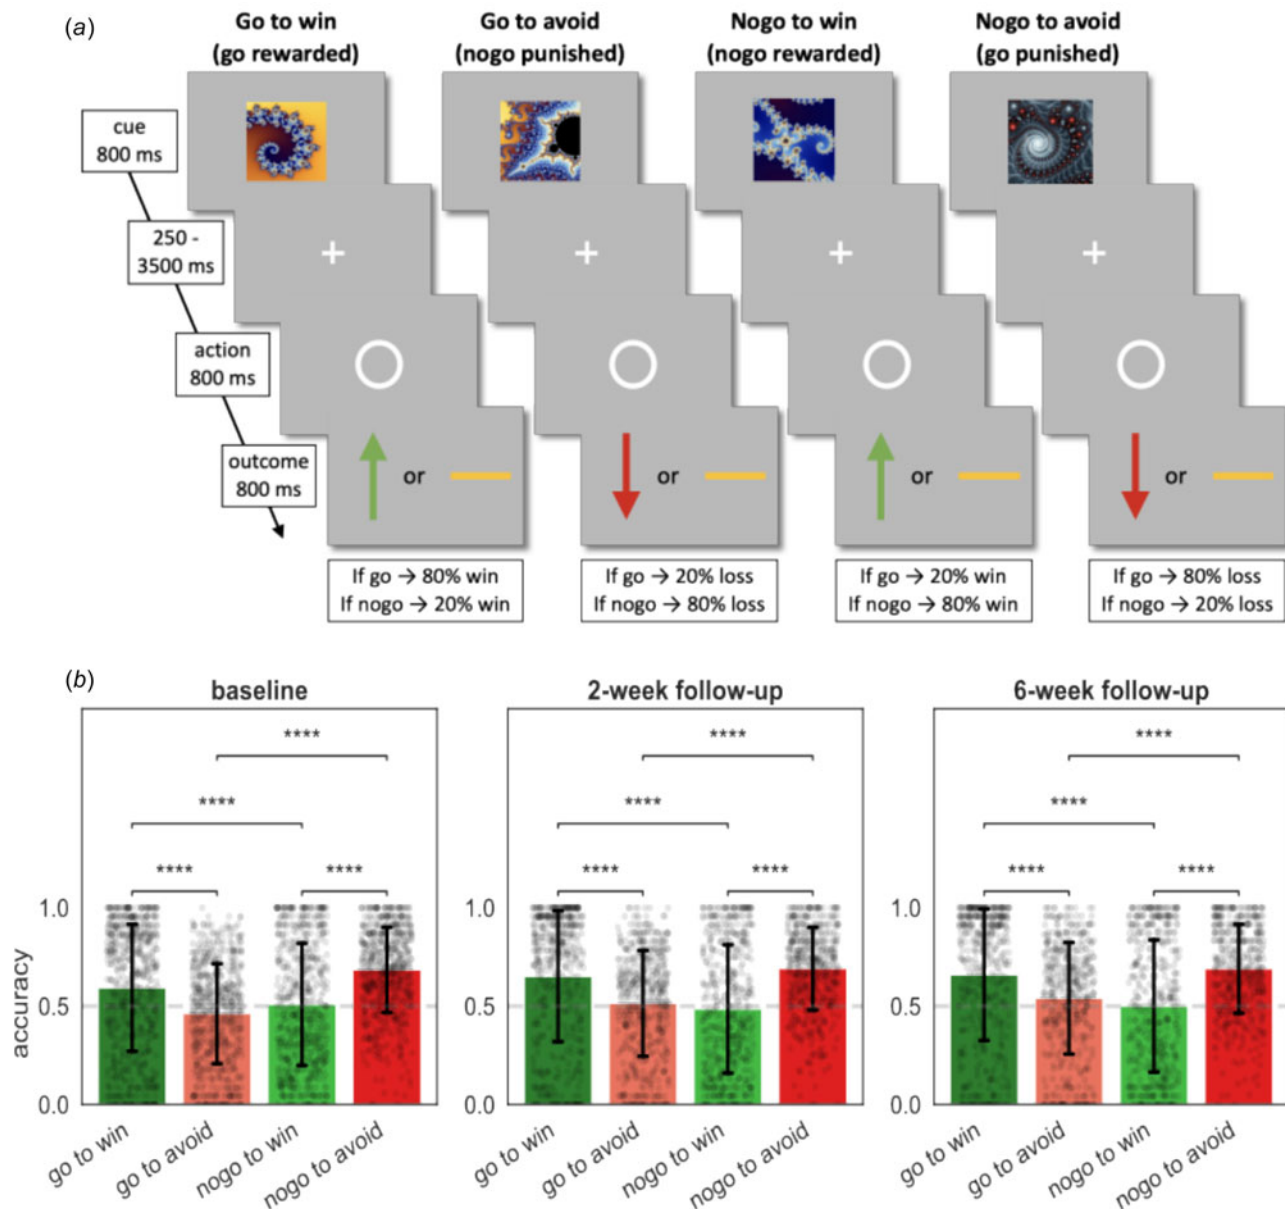 (a)
Go to win
(go rewarded)
Go to avoid
(nogo punished)
Nogo to win
(nogo rewarded)
Nogo to avoid
(go punished)
cue
800 ms
250 -
3500 ms
action
800 ms
outcome
800 ms
or
or
or
or
If go → 80% win
If nogo → 20% win
If go → 20% loss
If nogo → 80% loss
If go → 20% win
If nogo → 80% win
If go → 80% loss
If nogo → 20% loss
(b)
baseline
****
****
****
****
accuracy
1.0
0.5
0.0
go to win
go to avoid
nogo to win
nogo to avoid
2-week follow-up
****
****
****
****
1.0
0.5
0.0
go to win
go to avoid
nogo to win
nogo to avoid
6-week follow-up
****
****
****
****
1.0
0.5
0.0
go to win
go to avoid
nogo to win
nogo to avoid